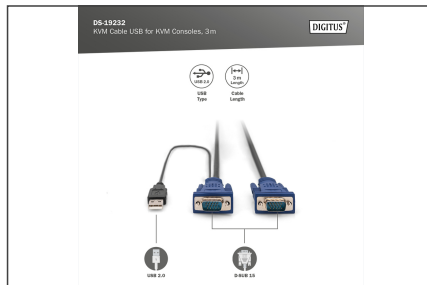 DS-19232
KVM Cable USB for KVM Consoles, 3 m
DIGITUS®
USB 2.0
USB
Type
3 m
Length
Cable
Length
USB 2.0
D-SUB 15